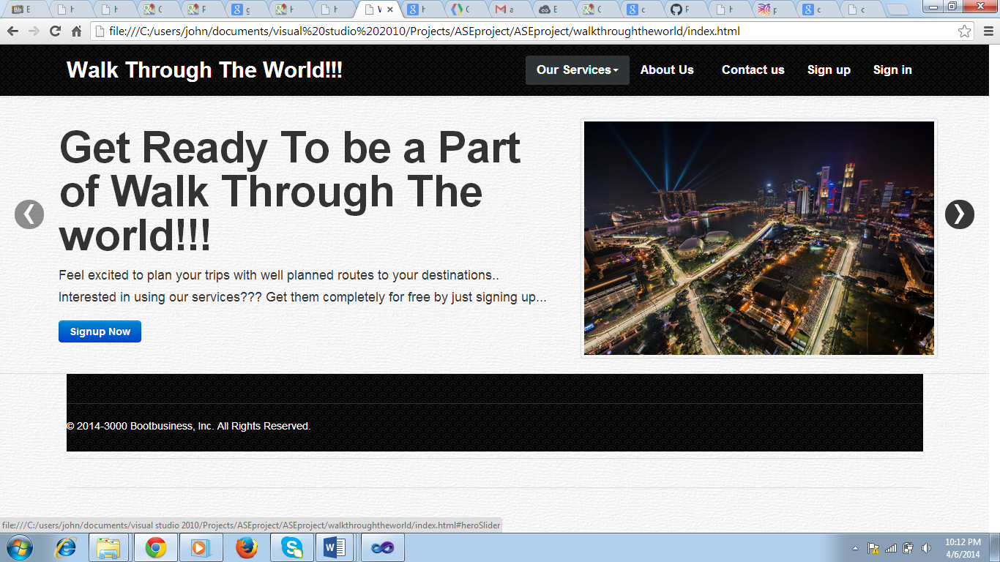 file:///C:/users/john/documents/visual%20studio%202010/Projects/ASEproject/ASEproject/walkthroughtheworld/index.html
Walk Through The World!!!
Our Services
About Us
Contact us
Sign up
Sign in
Get Ready To be a Part
of Walk Through The
world!!!
Feel excited to plan your trips with well planned routes to your destinations..
Interested in using our services??? Get them completely for free by just signing up...
Signup Now
© 2014-3000 Bootbusiness, Inc. All Rights Reserved.
file:///C:/users/john/documents/visual studio 2010/Projects/ASEproject/ASEproject/walkthroughtheworld/index.html#heroSlider
10:12 PM
4/6/2014